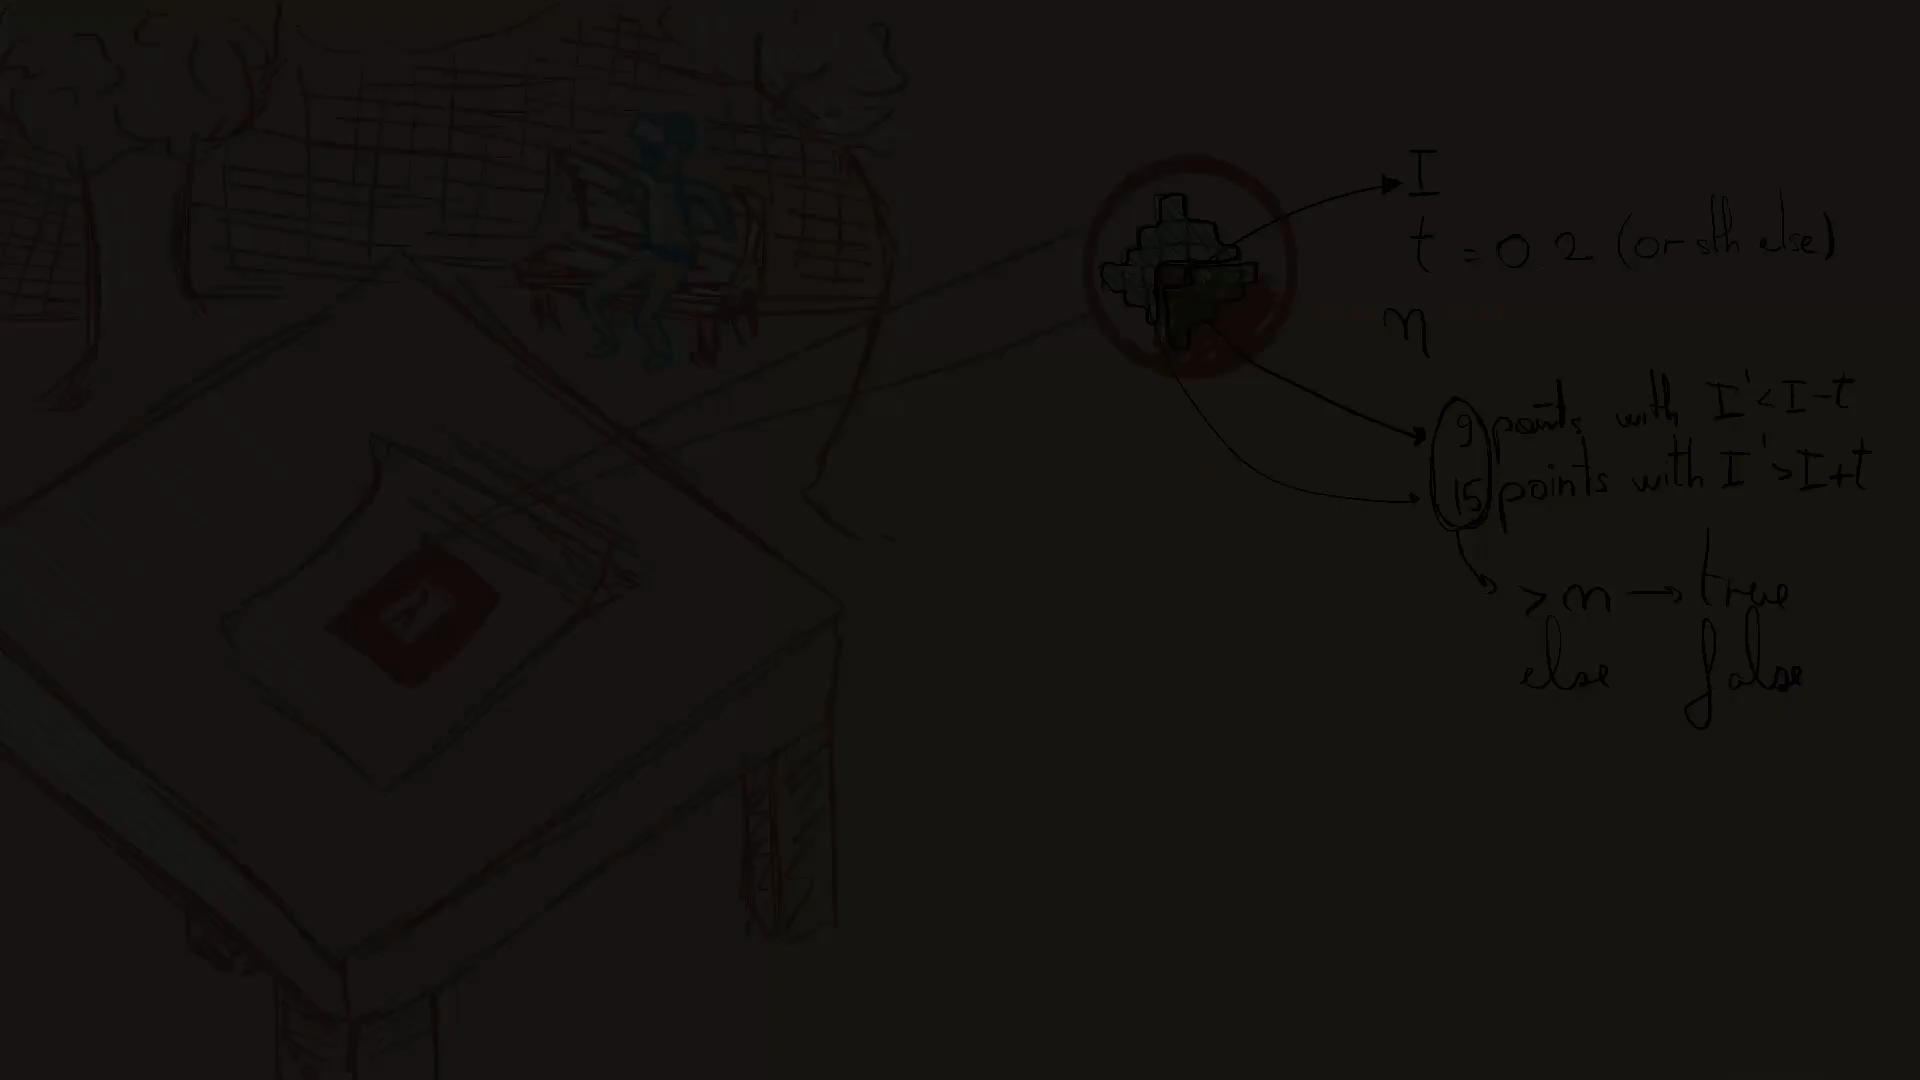 I
t = 0.2 (or sth else)
n
9 points with I' < I - t
15 points with I' > I + t
> n → true
else false